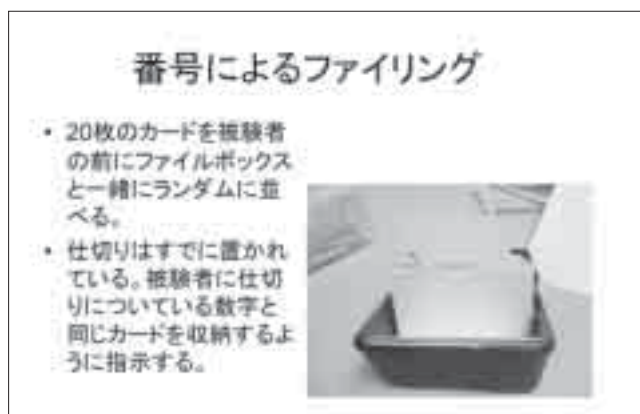 番号によるファイリング
• 20枚のカードを被験者
の前にファイルボックス
と一緒にランダムに並
べる。
• 仕切りはすでに置かれ
ている。被験者に仕切
りについている数字と
同じカードを収納するよ
うに指示する。